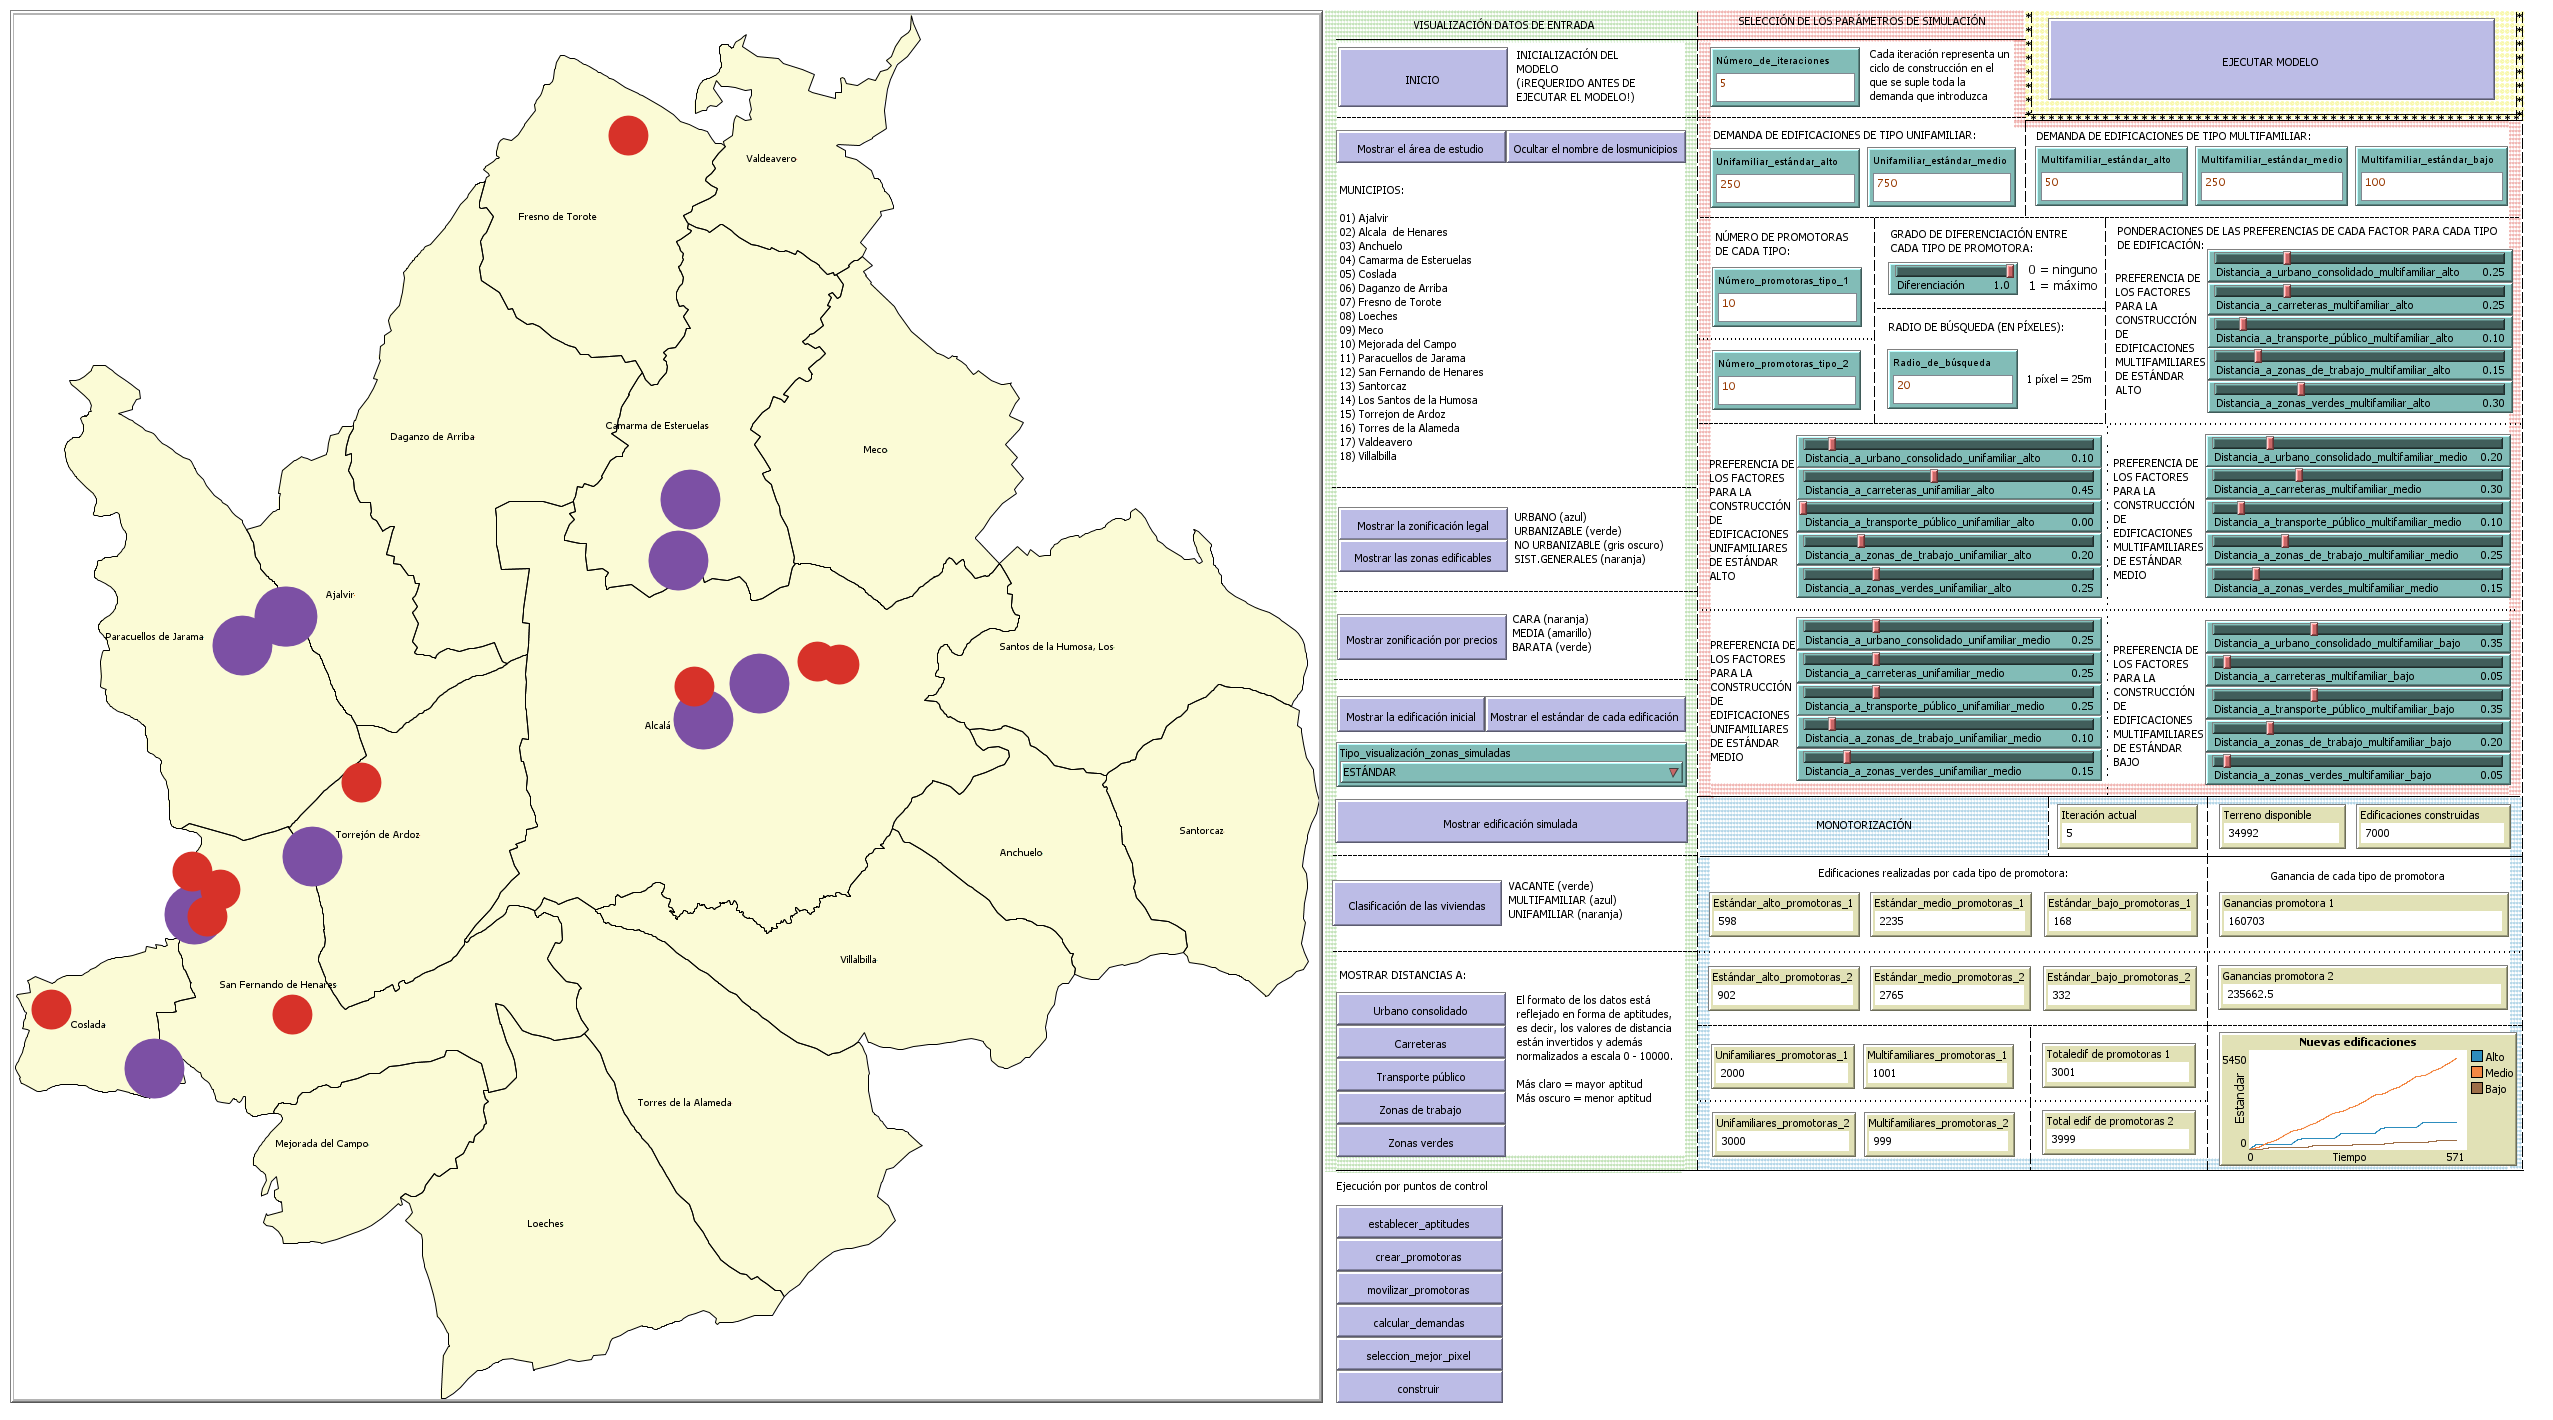 Valdeavero
Fresno de Torote
Daganzo de Arriba
Camarma de Esteruelas
Meco
Ajalvir
Paracuellos de Jarama
Santos de la Humosa, Los
Alcalá
Torrejón de Ardoz
Santorcaz
Anchuelo
Villalbilla
San Fernando de Henares
Coslada
Torres de la Alameda
Mejorada del Campo
Loeches
VISUALIZACIÓN DATOS DE ENTRADA
INICIO
INICIALIZACIÓN DEL
MODELO
(¡REQUERIDO ANTES DE
EJECUTAR EL MODELO!)
Mostrar el área de estudio
Ocultar el nombre de losmunicipios
MUNICIPIOS:
01) Ajalvir
02) Alcala  de Henares
03) Anchuelo
04) Camarma de Esteruelas
05) Coslada
06) Daganzo de Arriba
07) Fresno de Torote
08) Loeches
09) Meco
10) Mejorada del Campo
11) Paracuellos de Jarama
12) San Fernando de Henares
13) Santorcaz
14) Los Santos de la Humosa
15) Torrejon de Ardoz
16) Torres de la Alameda
17) Valdeavero
18) Villalbilla
Mostrar la zonificación legal
Mostrar las zonas edificables
URBANO (azul)
URBANIZABLE (verde)
NO URBANIZABLE (gris oscuro)
SIST.GENERALES (naranja)
Mostrar zonificación por precios
CARA (naranja)
MEDIA (amarillo)
BARATA (verde)
Mostrar la edificación inicial
Mostrar el estándar de cada edificación
Tipo_visualización_zonas_simuladas
ESTÁNDAR
Mostrar edificación simulada
Clasificación de las viviendas
VACANTE (verde)
MULTIFAMILIAR (azul)
UNIFAMILIAR (naranja)
MOSTRAR DISTANCIAS A:
Urbano consolidado
Carreteras
Transporte público
Zonas de trabajo
Zonas verdes
El formato de los datos está
reflejado en forma de aptitudes,
es decir, los valores de distancia
están invertidos y además
normalizados a escala 0 - 10000.
Más claro = mayor aptitud
Más oscuro = menor aptitud
Ejecución por puntos de control
establecer_aptitudes
crear_promotoras
movilizar_promotoras
calcular_demandas
seleccion_mejor_pixel
construir
SELECCIÓN DE LOS PARÁMETROS DE SIMULACIÓN
Número_de_iteraciones
5
Cada iteración representa un
ciclo de construcción en el
que se suple toda la
demanda que introduzca
EJECUTAR MODELO
DEMANDA DE EDIFICACIONES DE TIPO UNIFAMILIAR:
Unifamiliar_estándar_alto
250
Unifamiliar_estándar_medio
750
DEMANDA DE EDIFICACIONES DE TIPO MULTIFAMILIAR:
Multifamiliar_estándar_alto
50
Multifamiliar_estándar_medio
250
Multifamiliar_estándar_bajo
100
NÚMERO DE PROMOTORAS
DE CADA TIPO:
Número_promotoras_tipo_1
10
Número_promotoras_tipo_2
10
GRADO DE DIFERENCIACIÓN ENTRE
CADA TIPO DE PROMOTORA:
Diferenciación 1.0
0 = ninguno
1 = máximo
RADIO DE BÚSQUEDA (EN PÍXELES):
Radio_de_búsqueda
20
1 píxel = 25m
PONDERACIONES DE LAS PREFERENCIAS DE CADA FACTOR PARA CADA TIPO
DE EDIFICACIÓN:
PREFERENCIA DE
LOS FACTORES
PARA LA
CONSTRUCCIÓN
DE
EDIFICACIONES
MULTIFAMILIARES
DE ESTÁNDAR
ALTO
Distancia_a_urbano_consolidado_multifamiliar_alto 0.25
Distancia_a_carreteras_multifamiliar_alto 0.25
Distancia_a_transporte_público_multifamiliar_alto 0.10
Distancia_a_zonas_de_trabajo_multifamiliar_alto 0.15
Distancia_a_zonas_verdes_multifamiliar_alto 0.30
PREFERENCIA DE
LOS FACTORES
PARA LA
CONSTRUCCIÓN
DE
EDIFICACIONES
UNIFAMILIARES
DE ESTÁNDAR
ALTO
Distancia_a_urbano_consolidado_unifamiliar_alto 0.10
Distancia_a_carreteras_unifamiliar_alto 0.45
Distancia_a_transporte_público_unifamiliar_alto 0.00
Distancia_a_zonas_de_trabajo_unifamiliar_alto 0.20
Distancia_a_zonas_verdes_unifamiliar_alto 0.25
PREFERENCIA DE
LOS FACTORES
PARA LA
CONSTRUCCIÓN
DE
EDIFICACIONES
MULTIFAMILIARES
DE ESTÁNDAR
MEDIO
Distancia_a_urbano_consolidado_multifamiliar_medio 0.20
Distancia_a_carreteras_multifamiliar_medio 0.30
Distancia_a_transporte_público_multifamiliar_medio 0.10
Distancia_a_zonas_de_trabajo_multifamiliar_medio 0.25
Distancia_a_zonas_verdes_multifamiliar_medio 0.15
PREFERENCIA DE
LOS FACTORES
PARA LA
CONSTRUCCIÓN
DE
EDIFICACIONES
UNIFAMILIARES
DE ESTÁNDAR
MEDIO
Distancia_a_urbano_consolidado_unifamiliar_medio 0.25
Distancia_a_carreteras_unifamiliar_medio 0.25
Distancia_a_transporte_público_unifamiliar_medio 0.25
Distancia_a_zonas_de_trabajo_unifamiliar_medio 0.10
Distancia_a_zonas_verdes_unifamiliar_medio 0.15
PREFERENCIA DE
LOS FACTORES
PARA LA
CONSTRUCCIÓN
DE
EDIFICACIONES
MULTIFAMILIARES
DE ESTÁNDAR
BAJO
Distancia_a_urbano_consolidado_multifamiliar_bajo 0.35
Distancia_a_carreteras_multifamiliar_bajo 0.05
Distancia_a_transporte_público_multifamiliar_bajo 0.35
Distancia_a_zonas_de_trabajo_multifamiliar_bajo 0.20
Distancia_a_zonas_verdes_multifamiliar_bajo 0.05
MONOTORIZACIÓN
Iteración actual
5
Terreno disponible
34992
Edificaciones construidas
7000
Edificaciones realizadas por cada tipo de promotora:
Ganancia de cada tipo de promotora
Estándar_alto_promotoras_1
598
Estándar_medio_promotoras_1
2235
Estándar_bajo_promotoras_1
168
Ganancias promotora 1
160703
Estándar_alto_promotoras_2
902
Estándar_medio_promotoras_2
2765
Estándar_bajo_promotoras_2
332
Ganancias promotora 2
235662.5
Unifamiliares_promotoras_1
2000
Multifamiliares_promotoras_1
1001
Totaledif de promotoras 1
3001
Unifamiliares_promotoras_2
3000
Multifamiliares_promotoras_2
999
Total edif de promotoras 2
3999
Nuevas edificaciones
5450
Estandar
0
0
Tiempo
571
Alto
Medio
Bajo